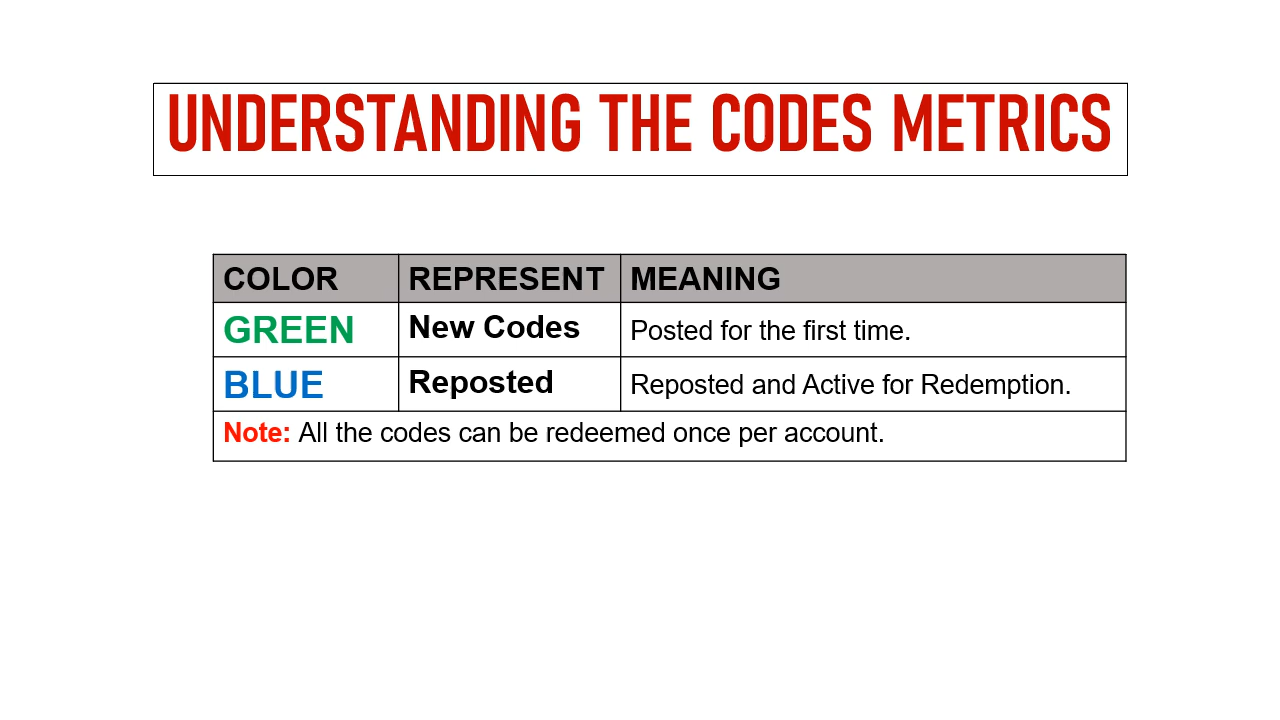 UNDERSTANDING THE CODES METRICS
COLOR REPRESENT MEANING
GREEN New Codes Posted for the first time.
BLUE Reposted Reposted and Active for Redemption.
Note: All the codes can be redeemed once per account.